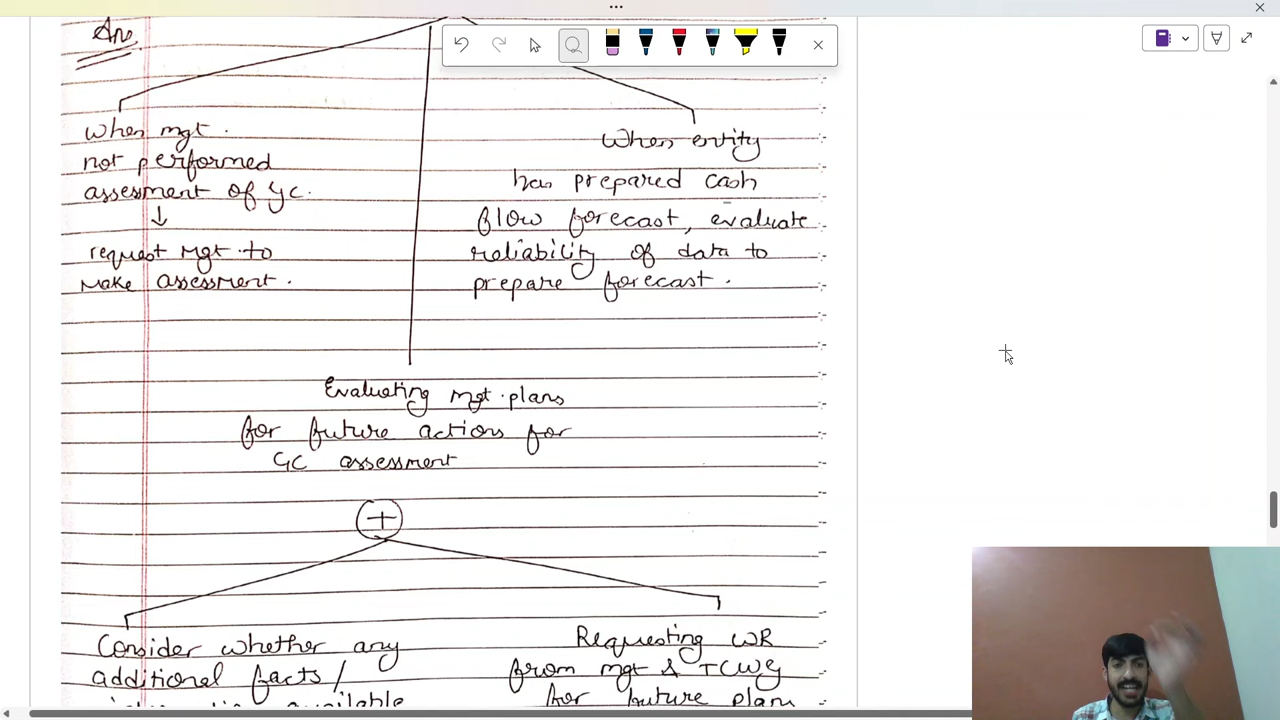 Ans
When mgt.
not performed
assessment of GC.
↓
request Mgt. to
Make assessment.
When entity
has prepared cash
flow forecast, evaluate
reliability of data to
prepare forecast.
Evaluating mgt. plans
for future actions for
GC assessment
+
Consider whether any
additional facts/
available
Requesting WR
from mgt & TCWG
for future plan